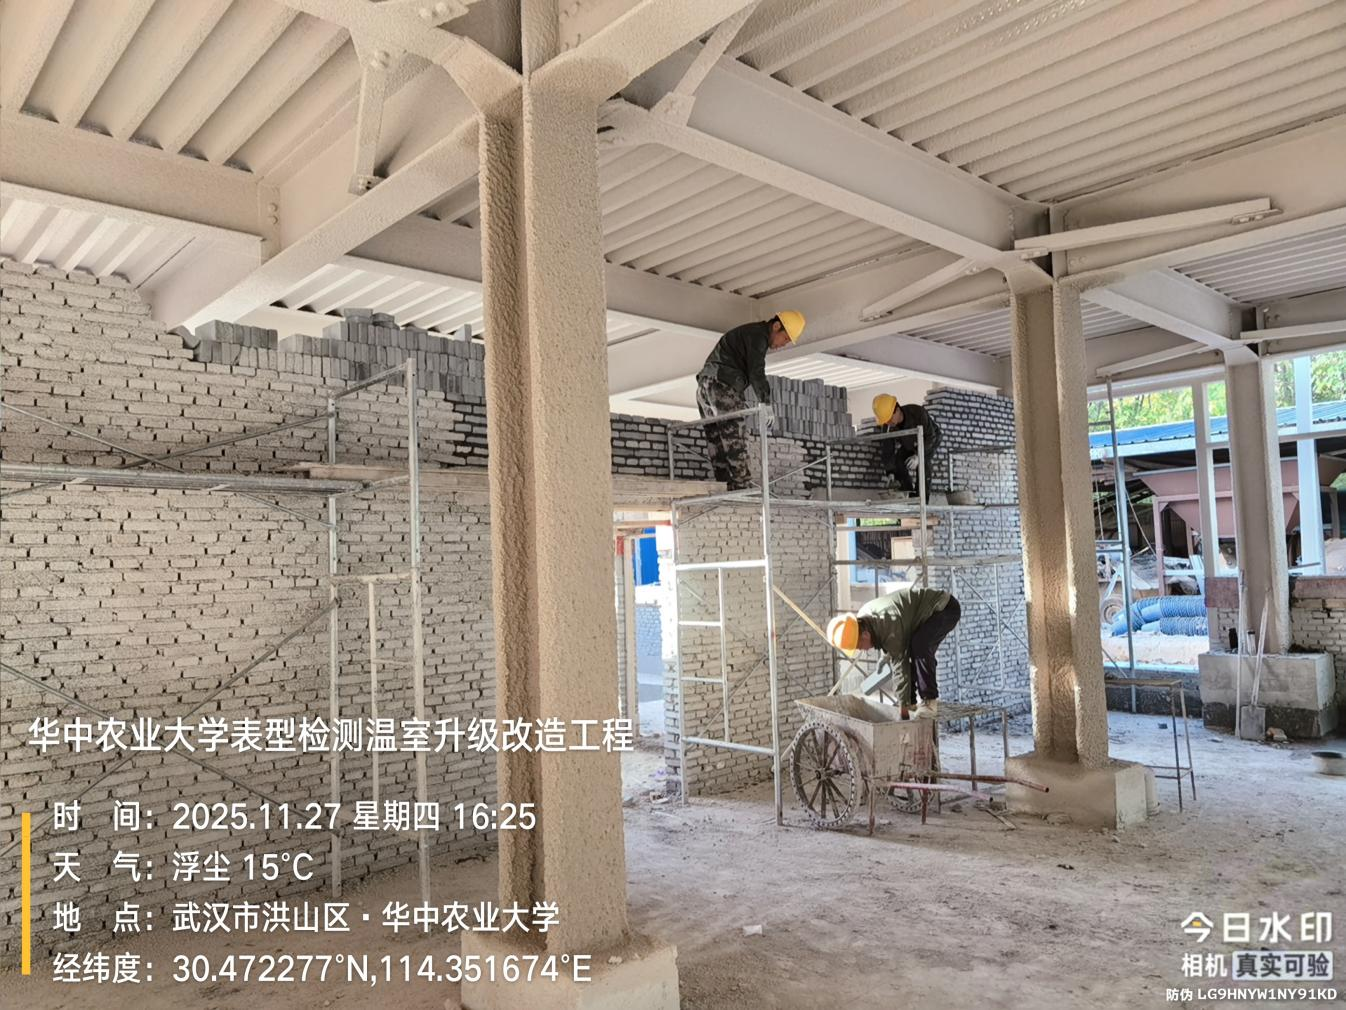 华中农业大学表型检测温室升级改造工程
时 间：2025.11.27 星期四 16:25
天 气：浮尘 15℃
地 点：武汉市洪山区·华中农业大学
经纬度：30.472277°N,114.351674°E
今日水印
相机 真实可验
防伪 LG9HNYW1NY91KD